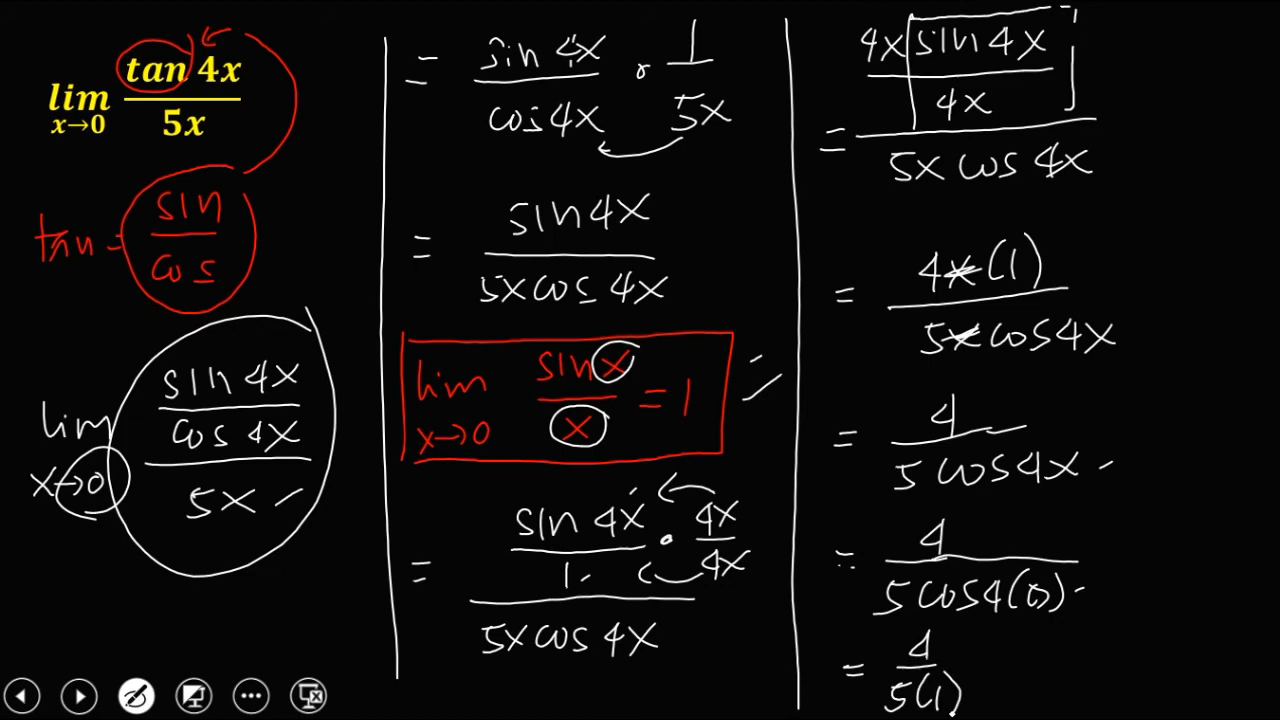 lim tan 4x / 5x
x→0
tan = sin / cos
lim sin 4x / cos 4x / 5x
x→0
= sin 4x / cos 4x · 1 / 5x
= sin 4x / 5x cos 4x
lim sin x / x = 1
x→0
= sin 4x / 1 · 4x / 4x / 5x cos 4x
= 4x [sin 4x / 4x] / 5x cos 4x
= 4x (1) / 5x cos 4x
= 4 / 5 cos 4x
= 4 / 5 cos 4(0)
= 4 / 5(1)